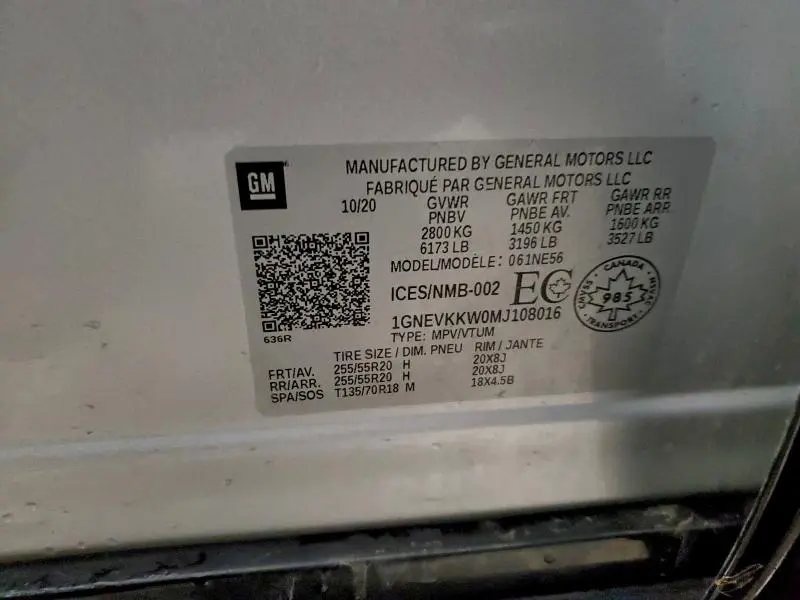 GM
MANUFACTURED BY GENERAL MOTORS LLC
FABRIQUÉ PAR GENERAL MOTORS LLC
10/20 GVWR GAWR FRT GAWR RR
PNBV PNBE AV. PNBE ARR.
2800 KG 1450 KG 1600 KG
6173 LB 3196 LB 3527 LB
MODEL/MODÈLE: 061NE56
ICES/NMB-002 EC
CANADA
CMVSS 985 NSVAC
TRANSPORT
1GNEVKKW0MJ108016
TYPE: MPV/VTUM
636R
TIRE SIZE / DIM. PNEU RIM / JANTE
FRT/AV. 255/55R20 H 20X8J
RR/ARR. 255/55R20 H 20X8J
SPA/SOS T135/70R18 M 18X4.5B